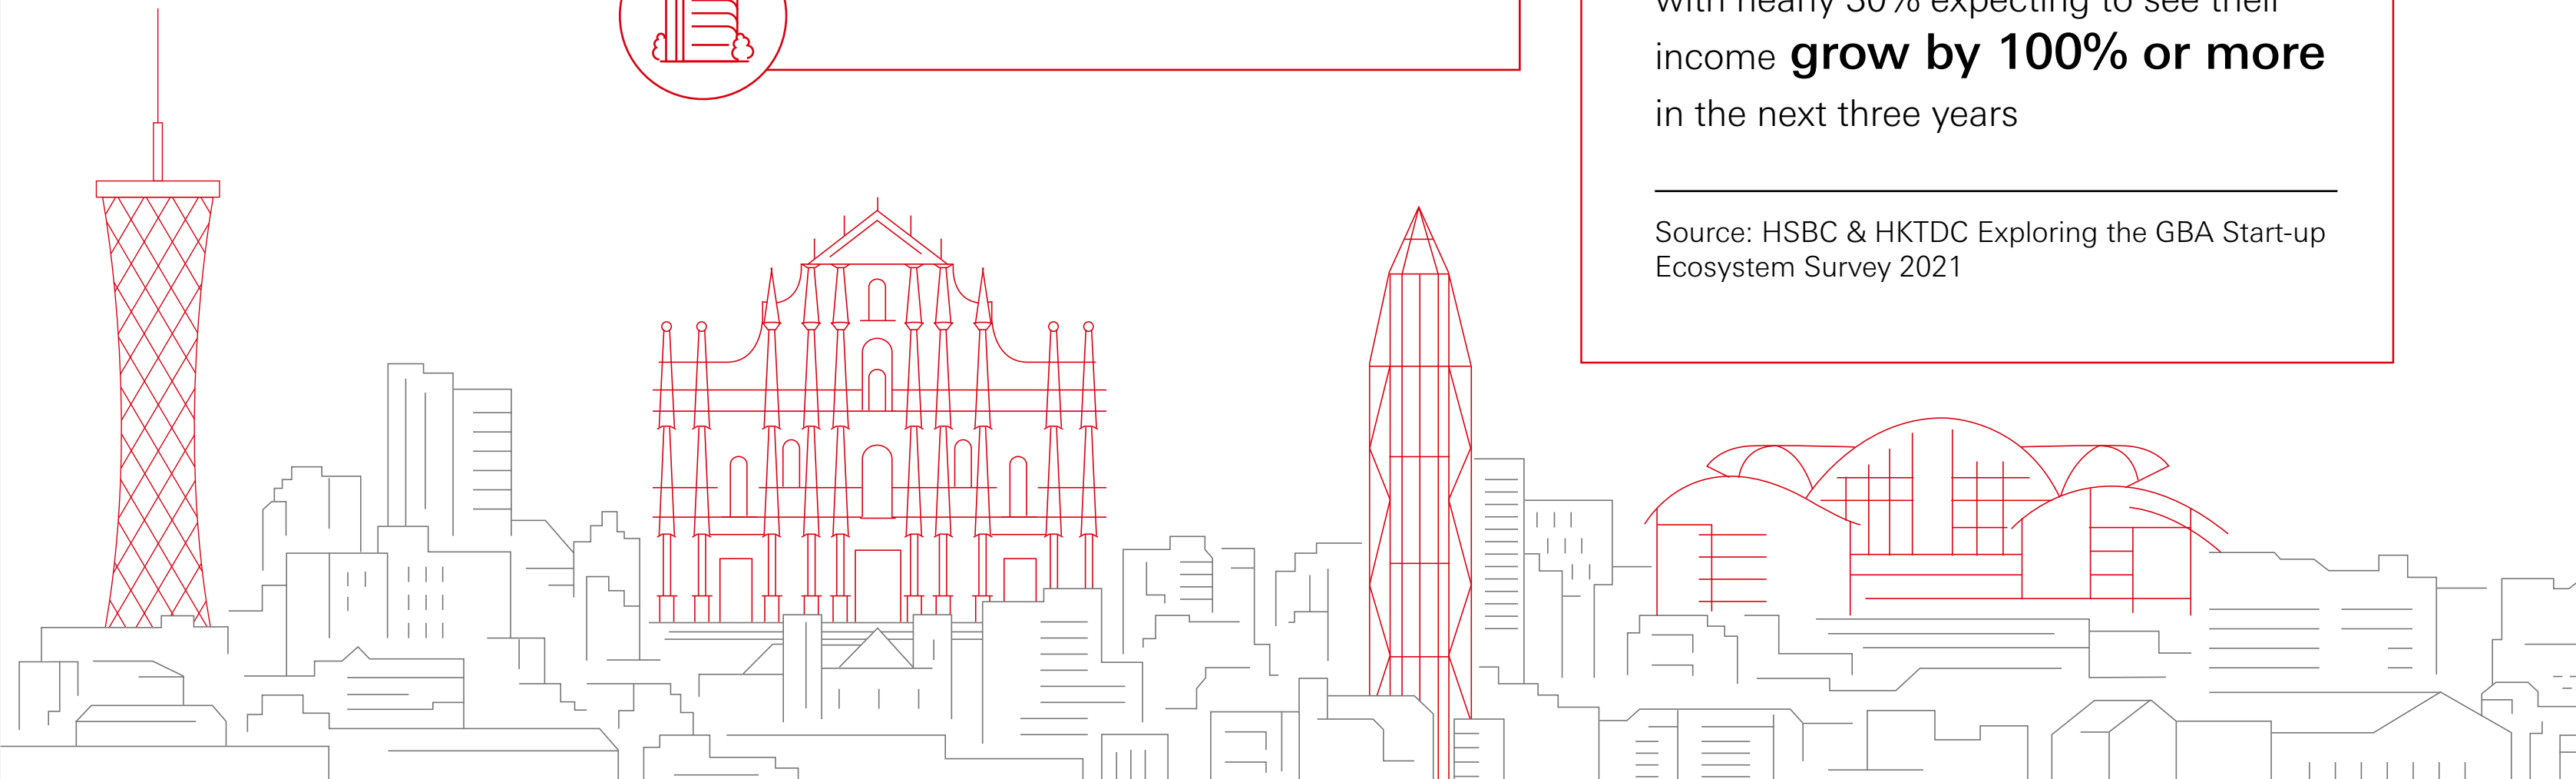 income grow by 100% or more
in the next three years
Source: HSBC & HKTDC Exploring the GBA Start-up
Ecosystem Survey 2021